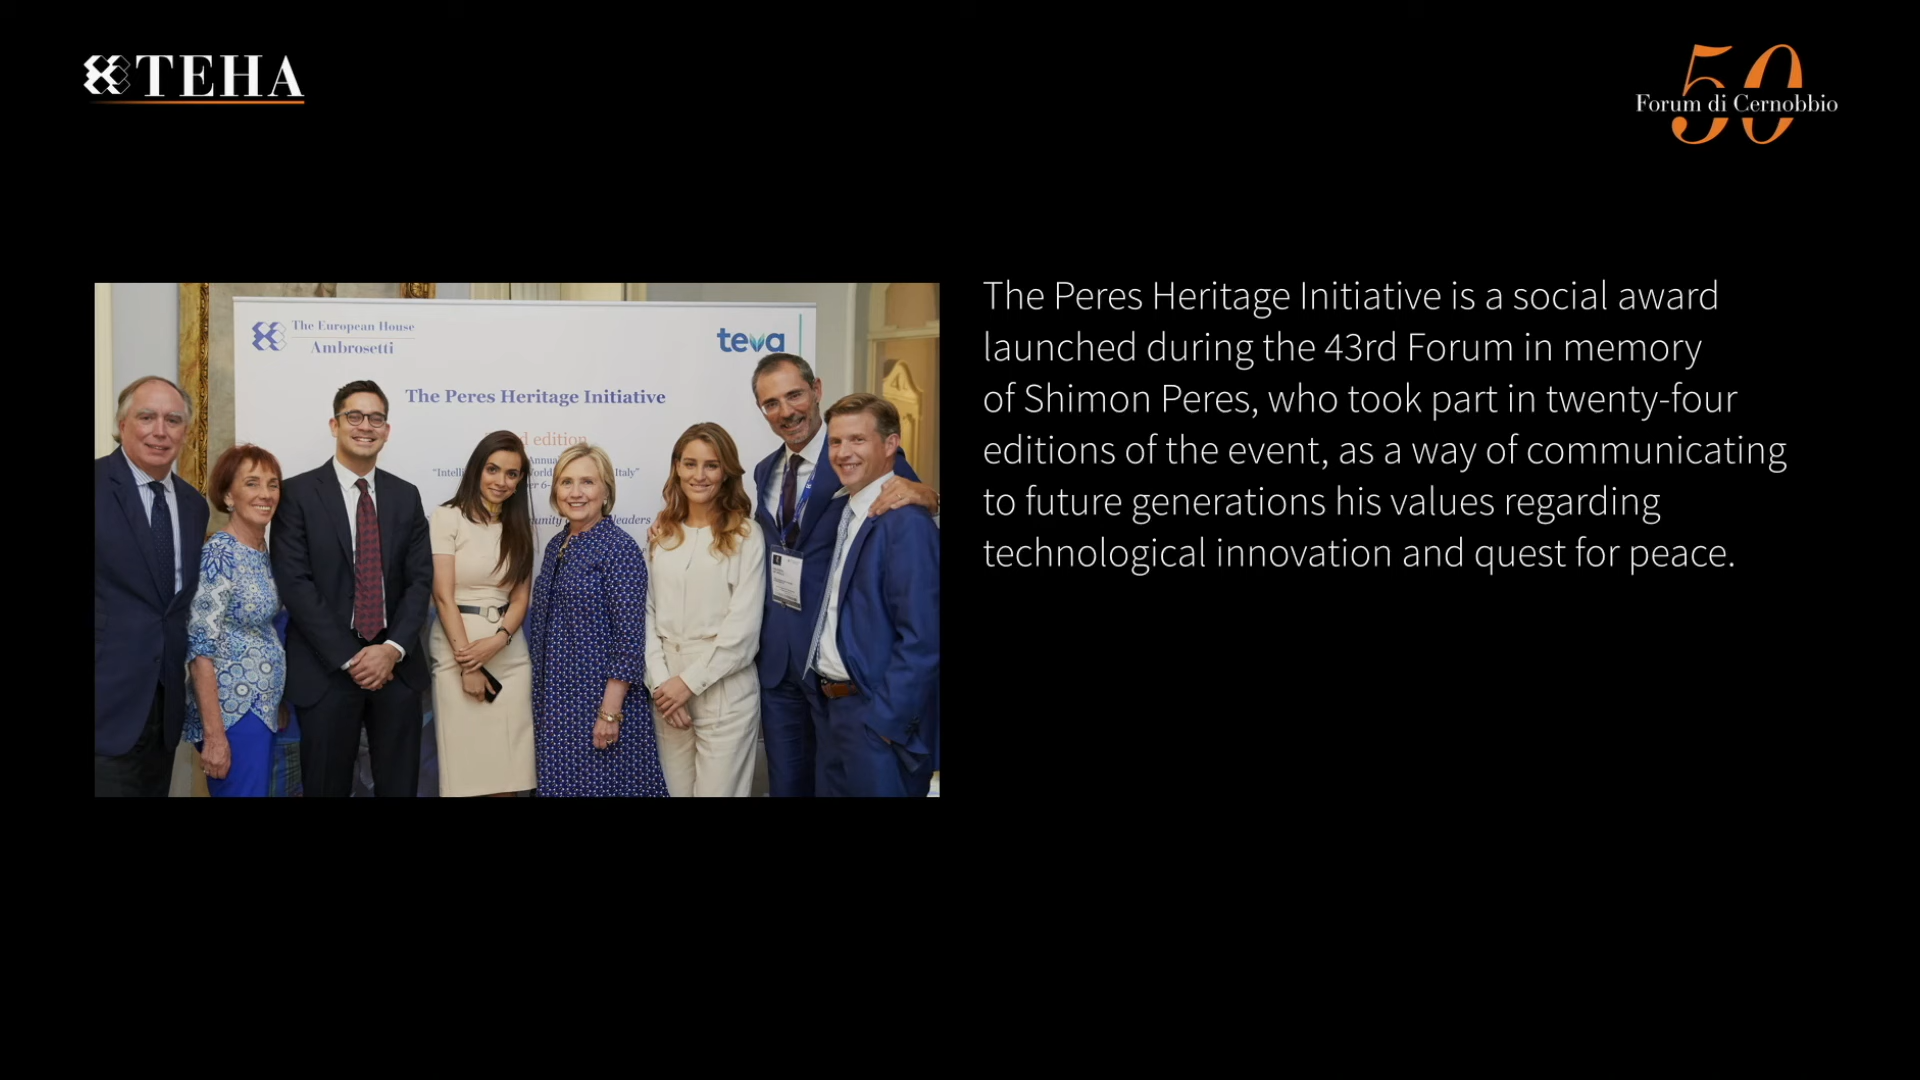 TEHA
50
Forum di Cernobbio
The European House
Ambrosetti
teva
The Peres Heritage Initiative
edition
The Peres Heritage Initiative is a social award
launched during the 43rd Forum in memory
of Shimon Peres, who took part in twenty-four
editions of the event, as a way of communicating
to future generations his values regarding
technological innovation and quest for peace.